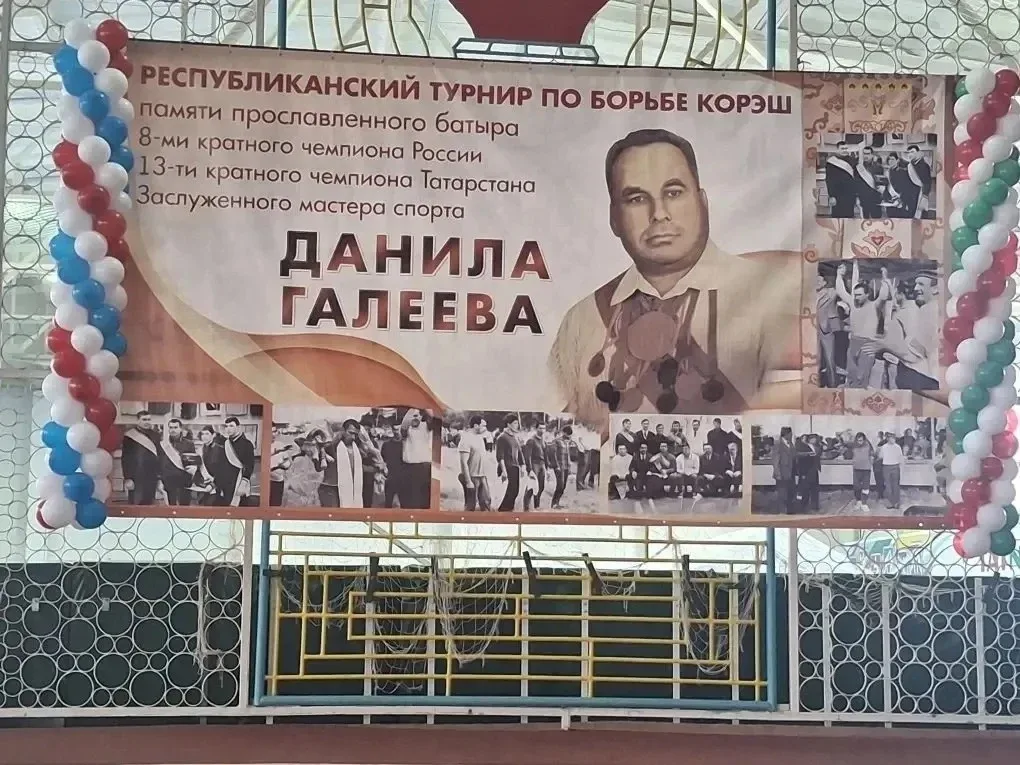 РЕСПУБЛИКАНСКИЙ ТУРНИР ПО БОРЬБЕ КОРЭШ
памяти прославленного батыра
8-ми кратного чемпиона России
13-ти кратного чемпиона Татарстана
Заслуженного мастера спорта
ДАНИЛА
ГАЛЕЕВА